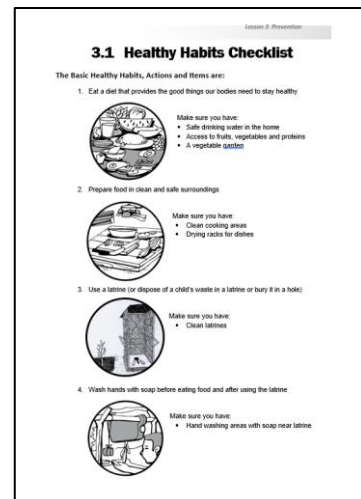 Lesson 3: Prevention
3.1 Healthy Habits Checklist
The Basic Healthy Habits, Actions and Items are:
1. Eat a diet that provides the good things our bodies need to stay healthy
Make sure you have:
• Safe drinking water in the home
• Access to fruits, vegetables and proteins
• A vegetable garden
2. Prepare food in clean and safe surroundings
Make sure you have:
• Clean cooking areas
• Drying racks for dishes
3. Use a latrine (or dispose of a child's waste in a latrine or bury it in a hole)
Make sure you have:
• Clean latrines
4. Wash hands with soap before eating food and after using the latrine
Make sure you have:
• Hand washing areas with soap near latrine